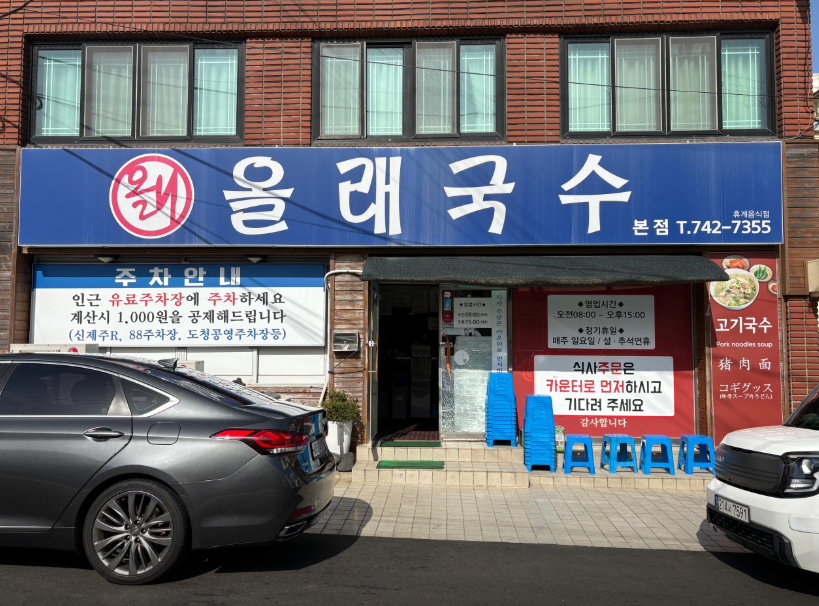 올래
올래국수
휴게음식점
본점 T.742-7355
주차안내
인근 유료주차장에 주차하세요
계산시 1,000원을 공제해드립니다
(신제주R, 88주차장, 도청공영주차장등)
◆영업시간◆
오전08:00 ~ 오후15:00
◆정기휴일◆
매주 일요일 / 설·추석연휴
식사주문은
카운터로 먼저하시고
기다려 주세요
감사합니다
고기국수
Pork noodles soup
猪肉面
コギグッス